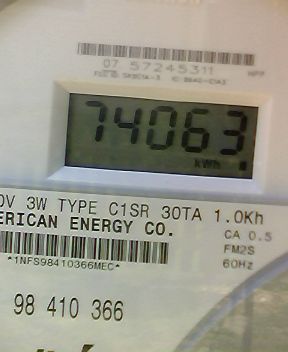 07 57245311
74063
kWh
0V 3W TYPE C1SR 30TA 1.0Kh
ERICAN ENERGY CO.
CA 0.5
FM2S
*1NFS98410366MEC*
60Hz
98 410 366